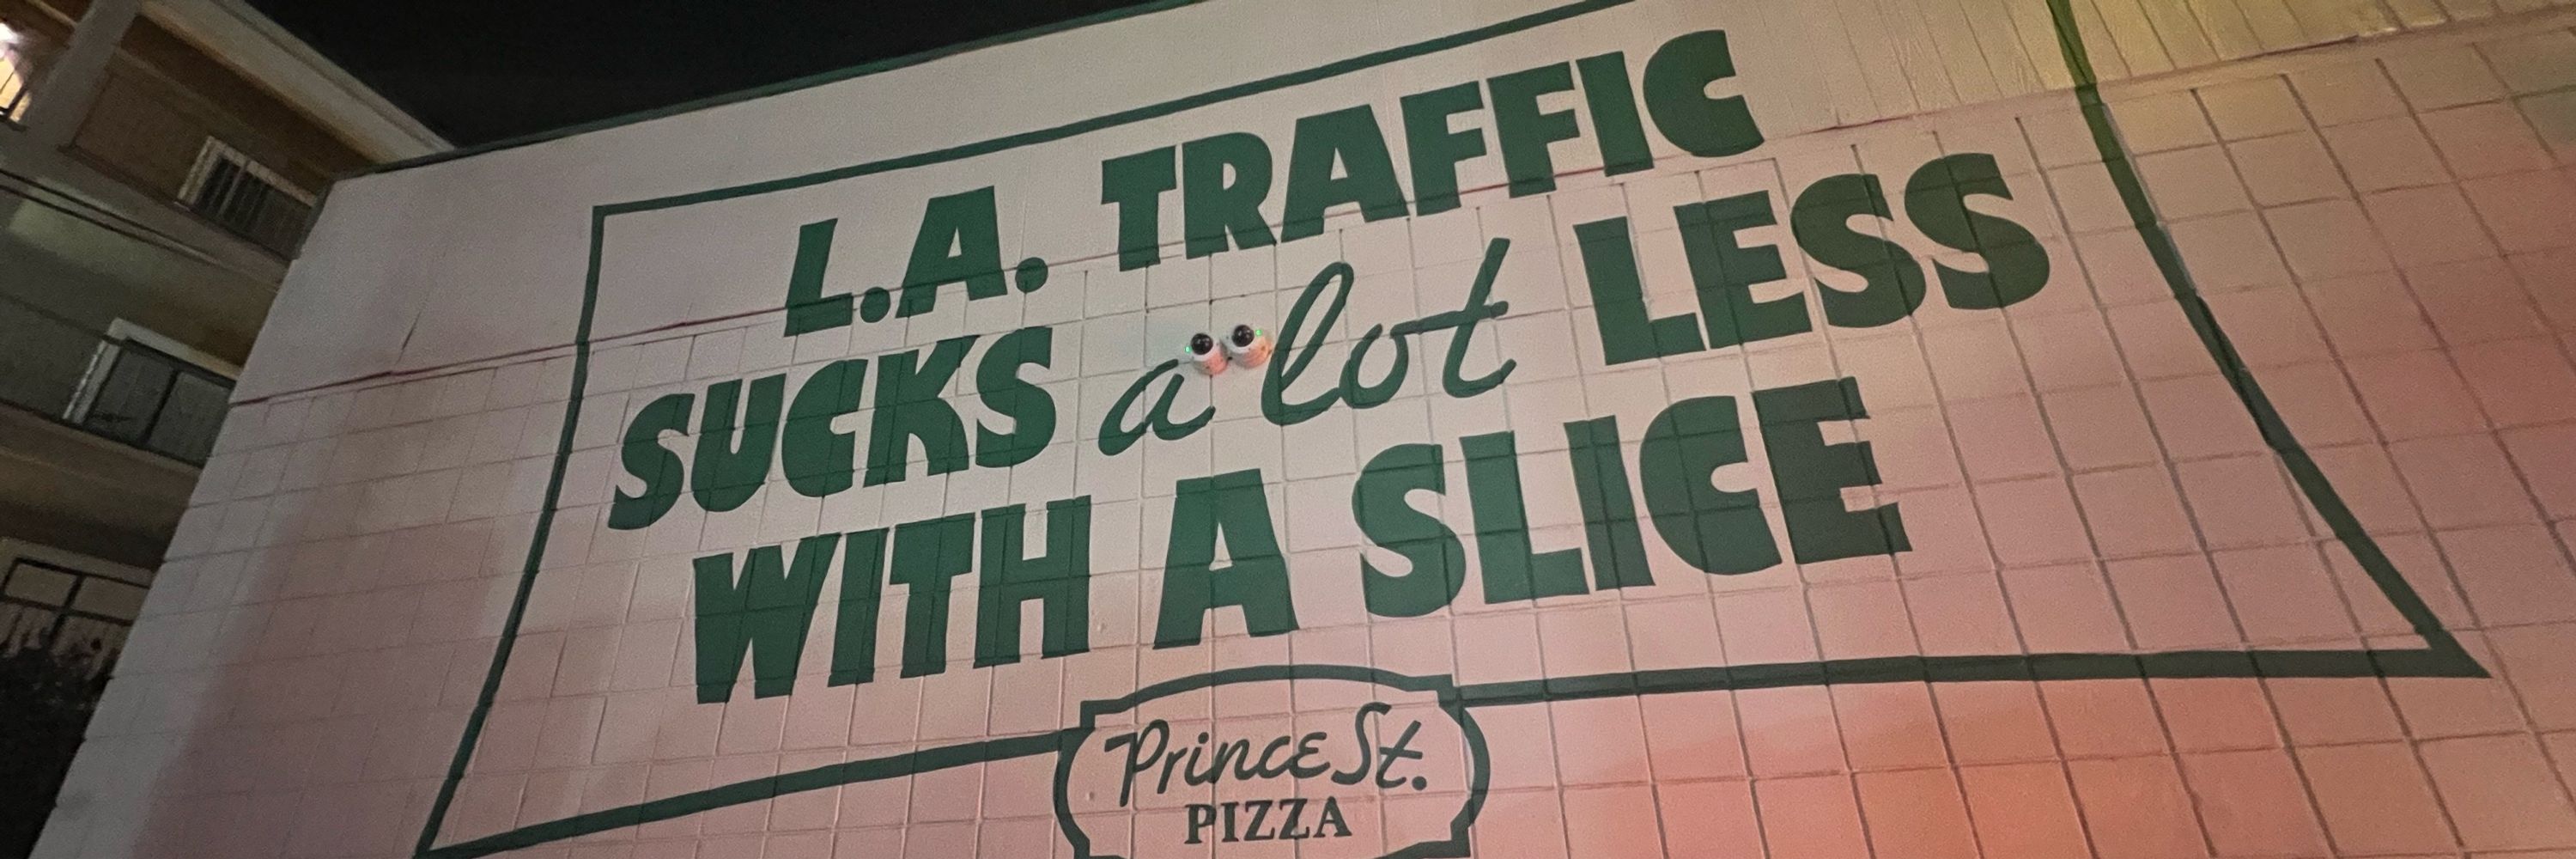 L.A. TRAFFIC
SUCKS a lot LESS
WITH A SLICE
Prince St.
PIZZA